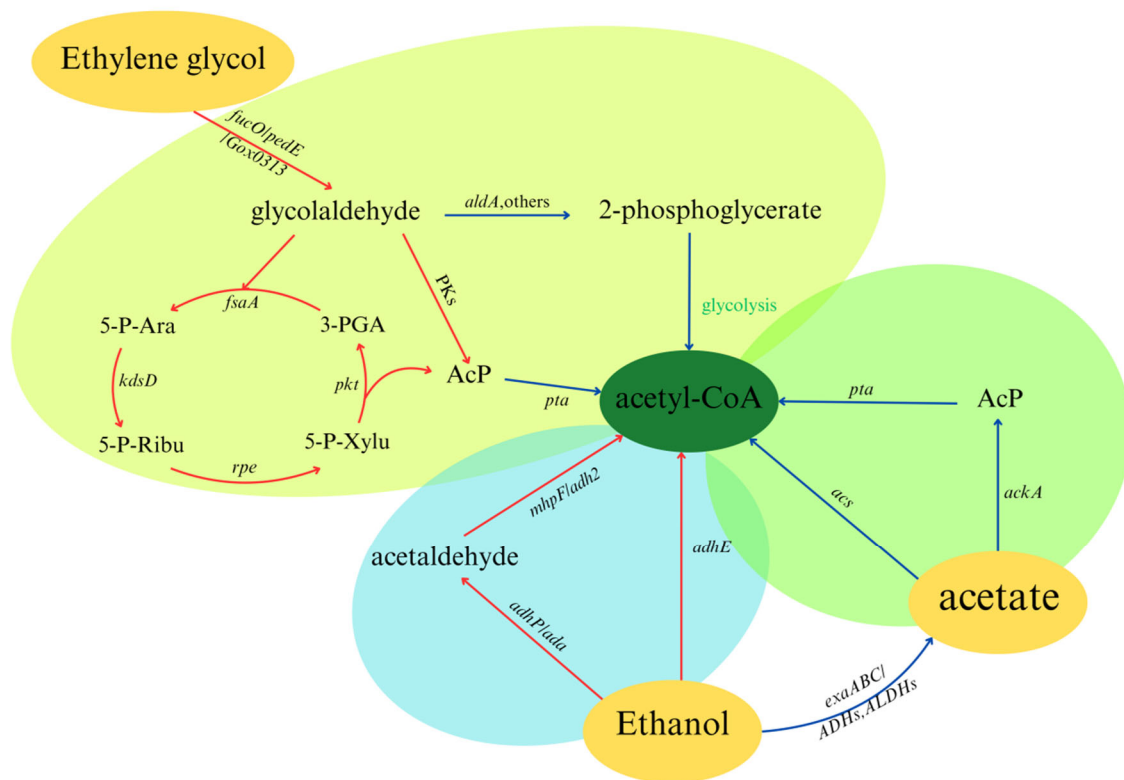 Ethylene glycol
fucO/pedE
/Gox0313
glycolaldehyde
aldA,others
2-phosphoglycerate
PKs
fsaA
glycolysis
5-P-Ara
3-PGA
kdsD
pkt
AcP
pta
acetyl-CoA
pta
AcP
5-P-Ribu
5-P-Xylu
rpe
mhpF/adh2
acs
ackA
acetaldehyde
adhE
adhP/ada
acetate
exaABC/
ADHs,ALDHs
Ethanol